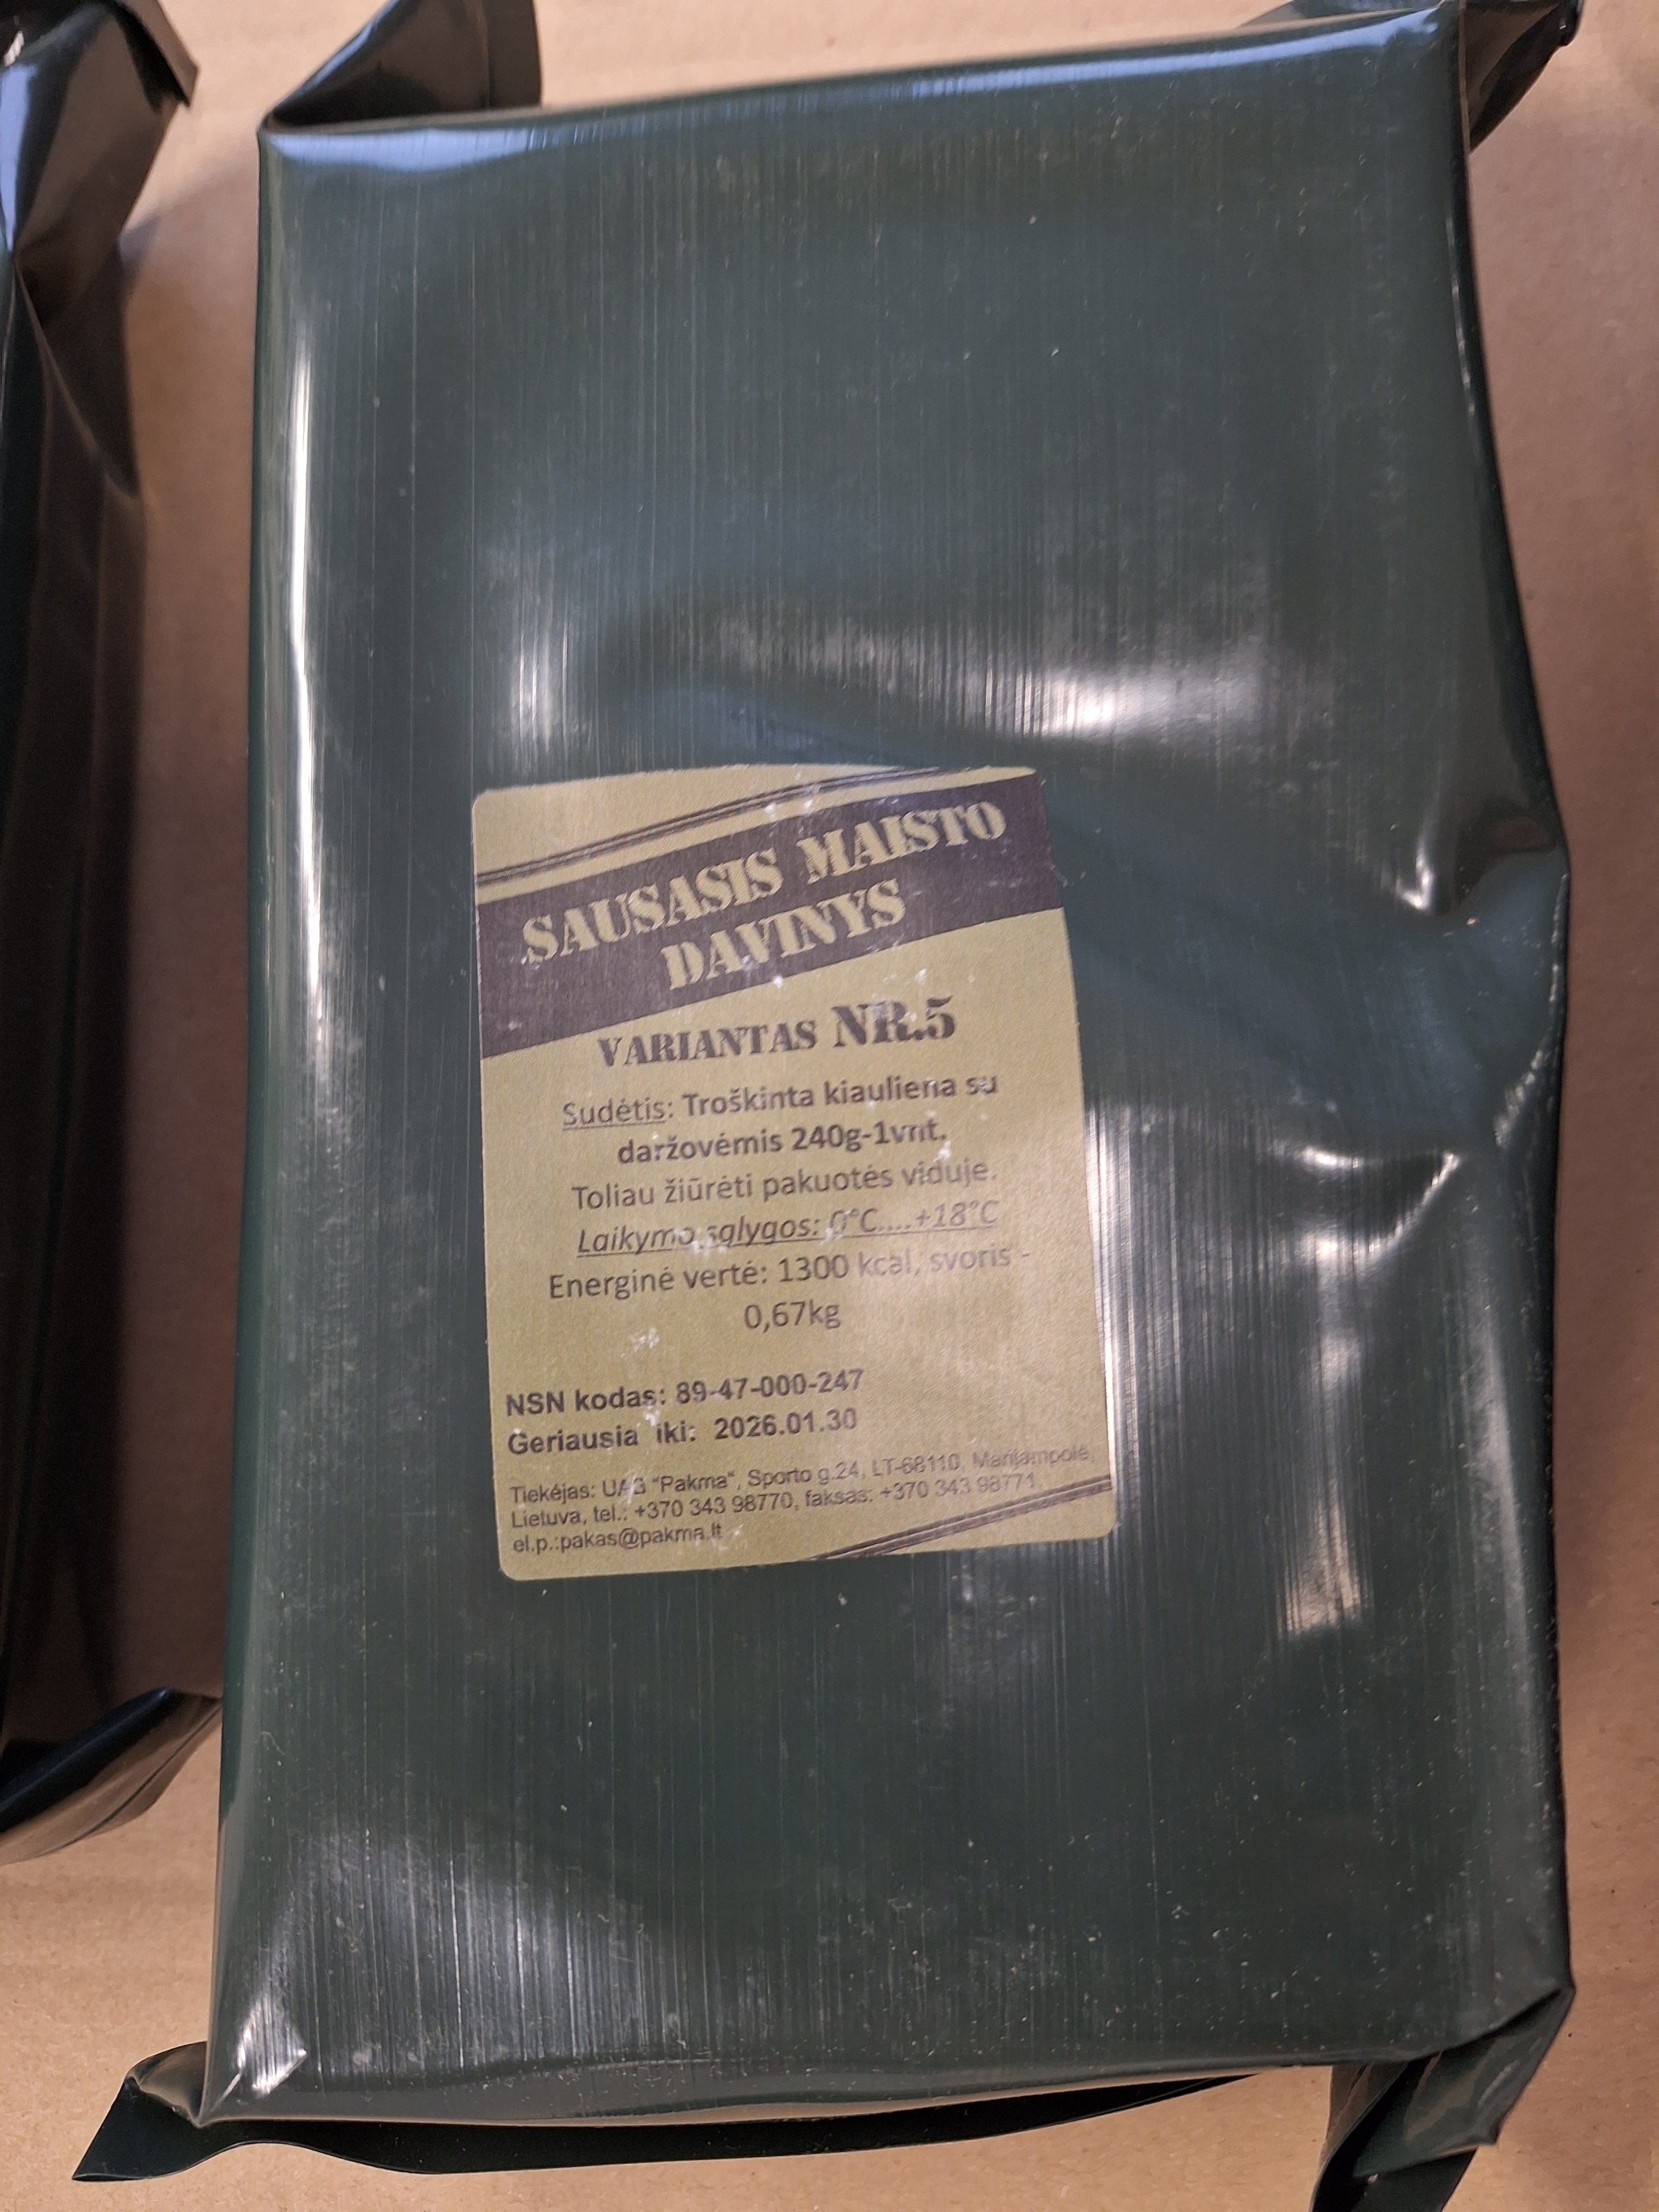 SAUSASIS MAISTO
DAVINYS
VARIANTAS NR.5
Sudėtis: Troškinta kiauliena su
daržovėmis 240g-1vnt.
Toliau žiūrėti pakuotės viduje.
Laikymo sąlygos: 0°C....+18°C
Energinė vertė: 1300 kcal, svoris -
0,67kg
NSN kodas: 89-47-000-247
Geriausia iki: 2026.01.30
Tiekėjas: UAB "Pakma", Sporto g.24, LT-68110, Marijampolė,
Lietuva, tel.: +370 343 98770, faksas: +370 343 98771,
el.p.:pakas@pakma.lt